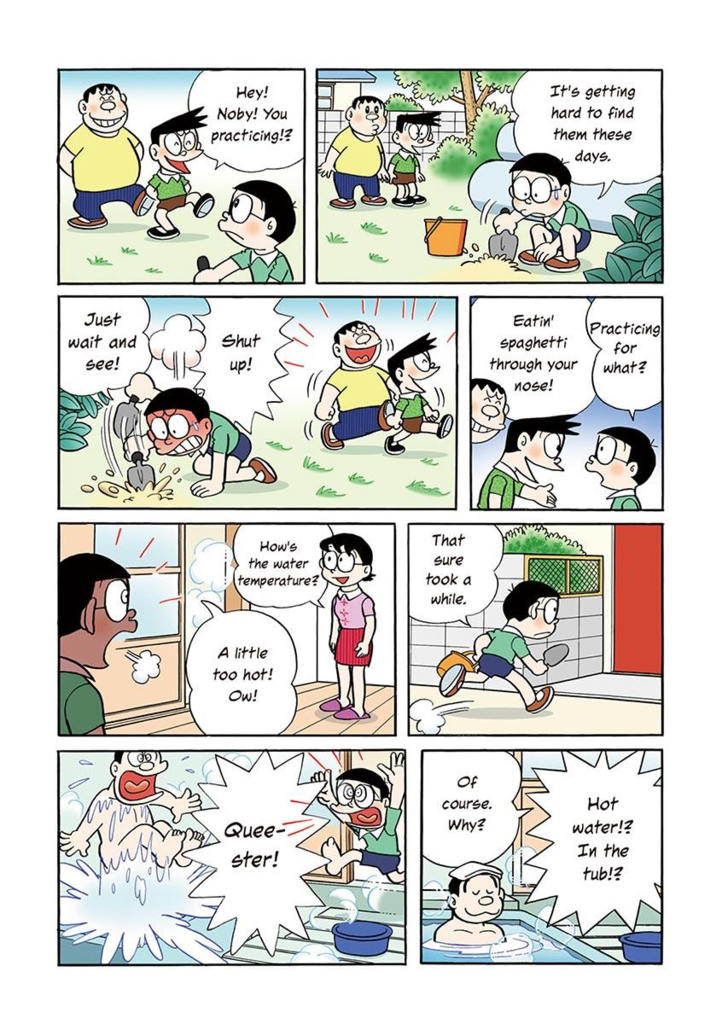 It's getting
hard to find
them these
days.
Hey!
Noby! You
practicing!?
Practicing
for
what?
Eatin'
spaghetti
through your
nose!
Shut
up!
Just
wait and
see!
That
sure
took a
while.
How's
the water
temperature?
A little
too hot!
Ow!
Hot
water!?
In the
tub!?
Of
course.
Why?
Quee-
ster!